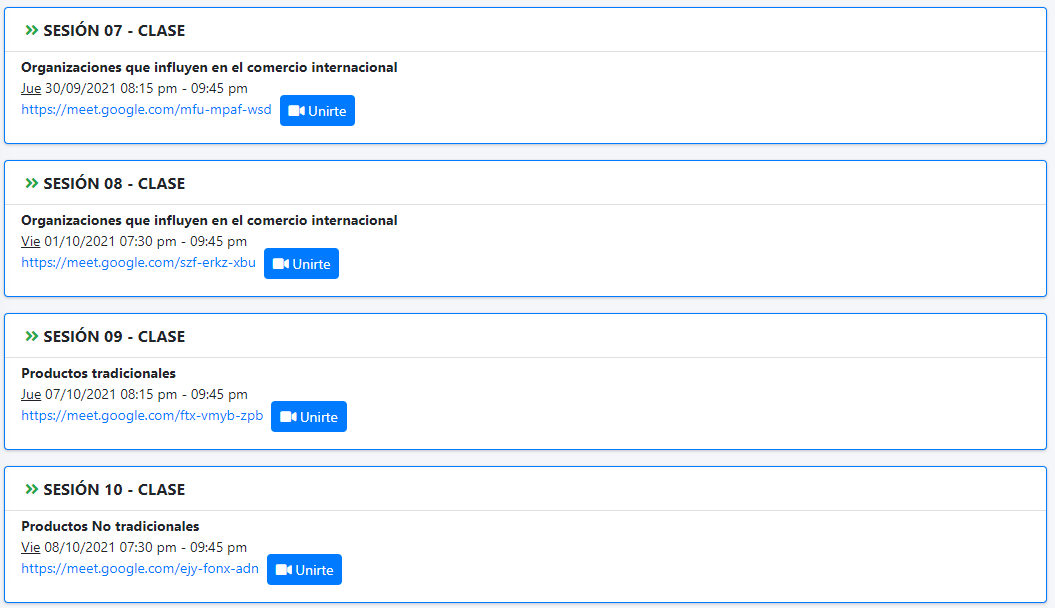 SESIÓN 07 - CLASE
Organizaciones que influyen en el comercio internacional
Jue 30/09/2021 08:15 pm - 09:45 pm
https://meet.google.com/mfu-mpaf-wsd Unirte
SESIÓN 08 - CLASE
Organizaciones que influyen en el comercio internacional
Vie 01/10/2021 07:30 pm - 09:45 pm
https://meet.google.com/szf-erkz-xbu Unirte
SESIÓN 09 - CLASE
Productos tradicionales
Jue 07/10/2021 08:15 pm - 09:45 pm
https://meet.google.com/ftx-vmyb-zpb Unirte
SESIÓN 10 - CLASE
Productos No tradicionales
Vie 08/10/2021 07:30 pm - 09:45 pm
https://meet.google.com/ejy-fonx-adn Unirte